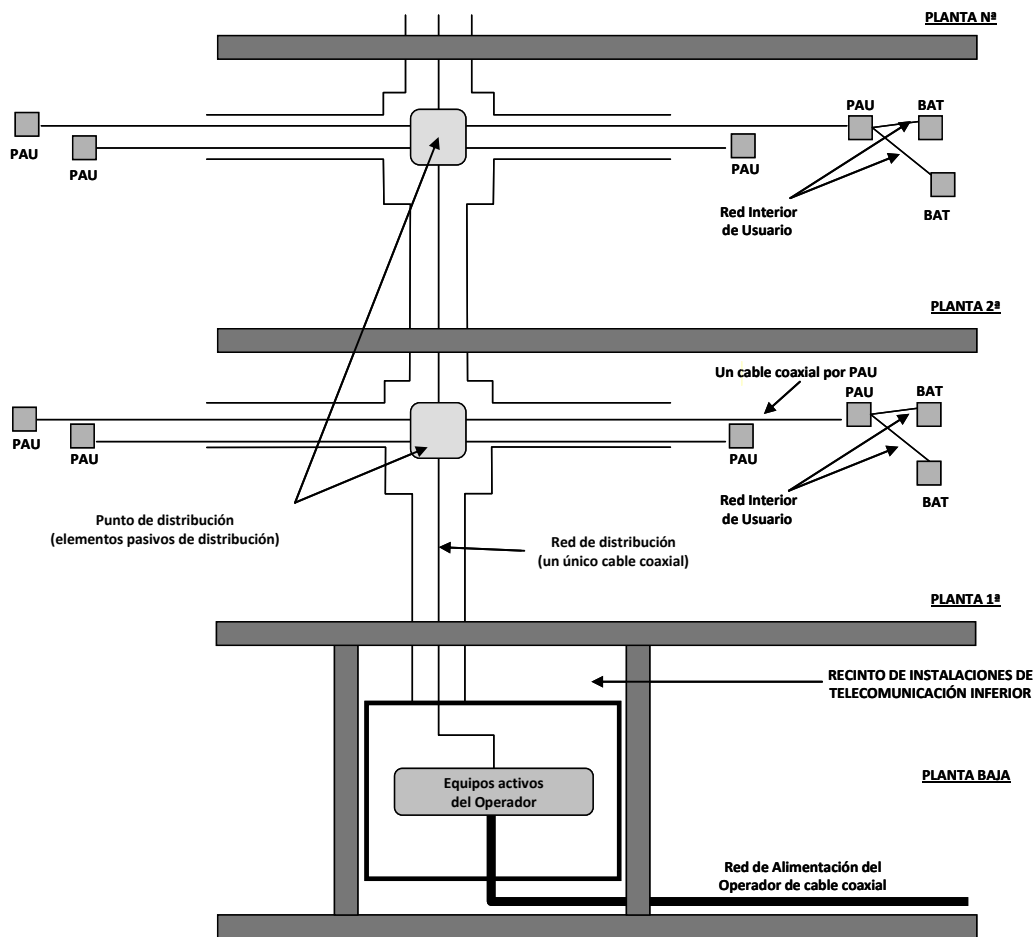 PLANTA Nª
PAU
BAT
PAU
PAU
PAU
BAT
Red Interior
de Usuario
PLANTA 2ª
Un cable coaxial por PAU
PAU
BAT
PAU
PAU
PAU
BAT
Red Interior
de Usuario
Punto de distribución
(elementos pasivos de distribución)
Red de distribución
(un único cable coaxial)
PLANTA 1ª
RECINTO DE INSTALACIONES DE
TELECOMUNICACIÓN INFERIOR
PLANTA BAJA
Equipos activos
del Operador
Red de Alimentación del
Operador de cable coaxial